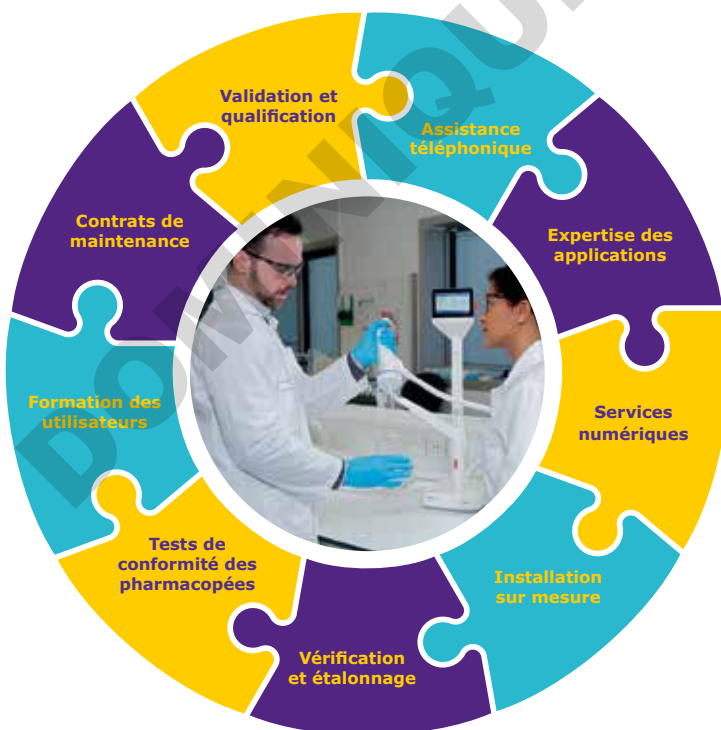 Validation et
qualification
Assistance
téléphonique
Expertise des
applications
Services
numériques
Installation
sur mesure
Vérification
et étalonnage
Tests de
conformité des
pharmacopées
Formation des
utilisateurs
Contrats de
maintenance